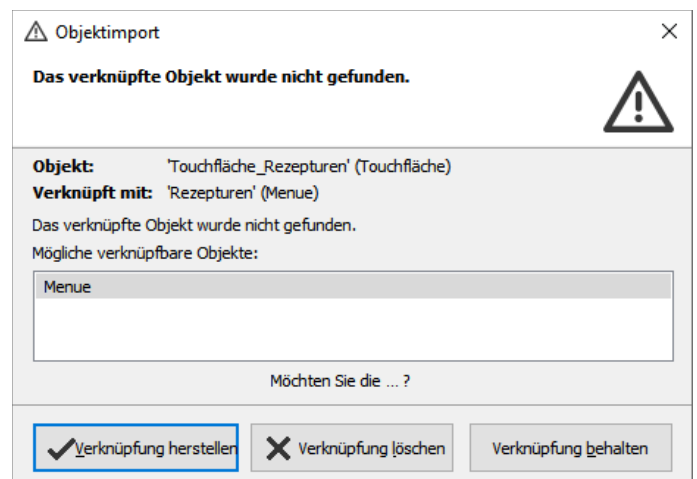 Objektimport
Das verknüpfte Objekt wurde nicht gefunden.
Objekt: 'Touchfläche_Rezepturen' (Touchfläche)
Verknüpft mit: 'Rezepturen' (Menue)
Das verknüpfte Objekt wurde nicht gefunden.
Mögliche verknüpfbare Objekte:
Menue
Möchten Sie die ... ?
Verknüpfung herstellen Verknüpfung löschen Verknüpfung behalten